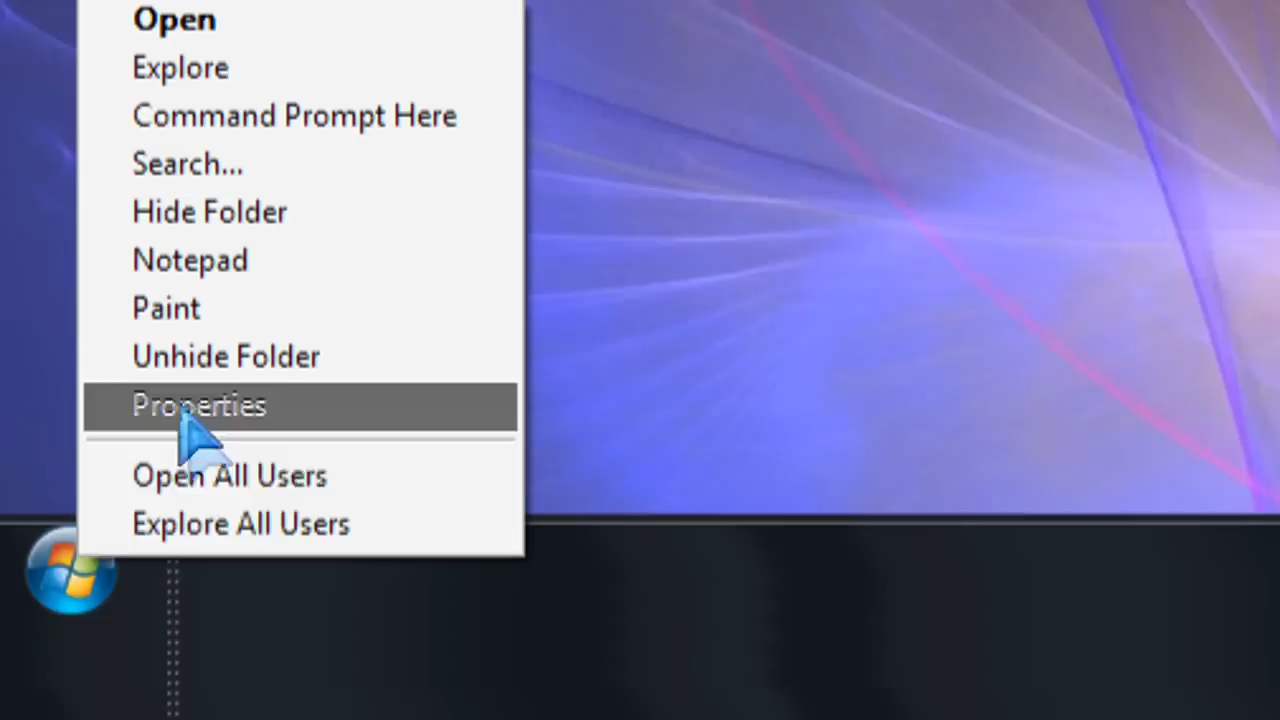 Open
Explore
Command Prompt Here
Search...
Hide Folder
Notepad
Paint
Unhide Folder
Properties
Open All Users
Explore All Users